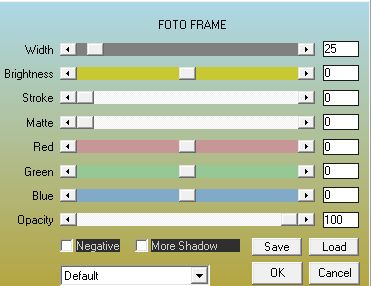 FOTO FRAME
Width 25
Brightness 0
Stroke 0
Matte 0
Red 0
Green 0
Blue 0
Opacity 100
Negative More Shadow Save Load
Default OK Cancel